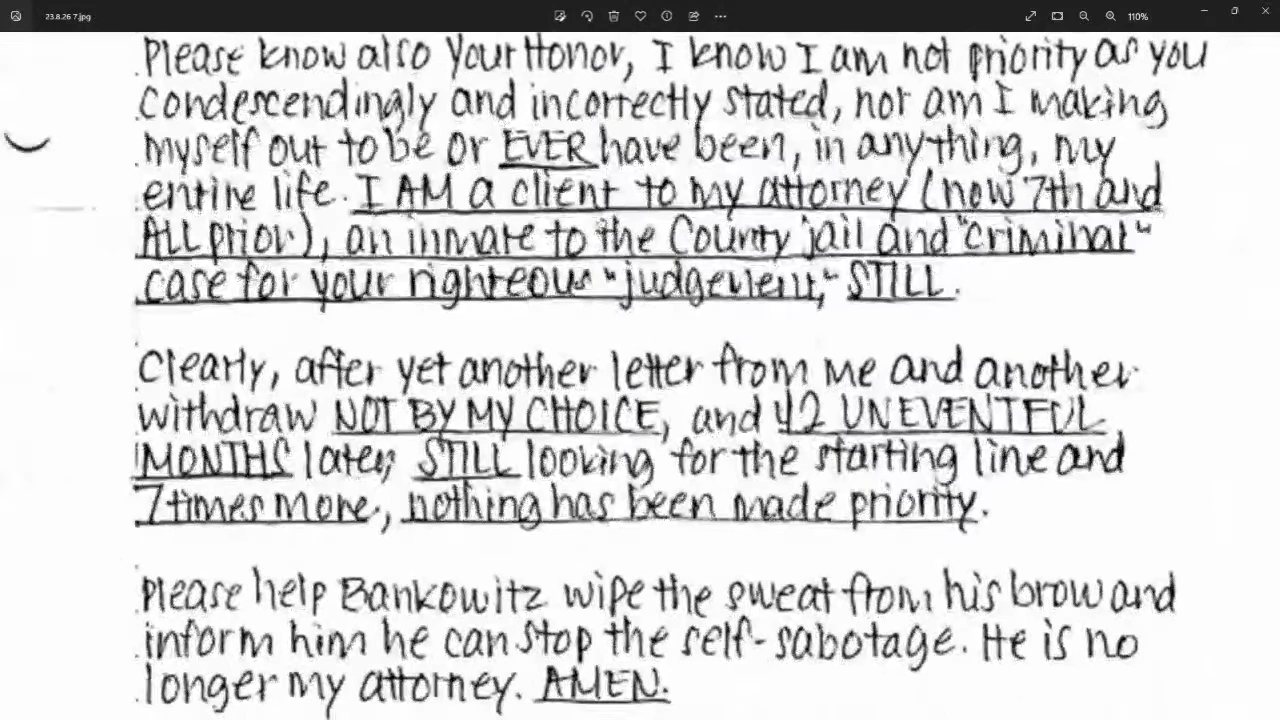 23.8.26 7.jpg
110%
Please know also Your Honor, I know I am not priority as you
condescendingly and incorrectly stated, nor am I making
myself out to be or EVER have been, in anything, my
entire life. I AM a client to my attorney (now 7th and
ALL prior), an inmate to the County jail and "criminal"
case for your righteous "judgement," STILL.
Clearly, after yet another letter from me and another
withdraw NOT BY MY CHOICE, and 42 UNEVENTFUL
MONTHS later, STILL looking for the starting line and
7 times more, nothing has been made priority.
Please help Bankowitz wipe the sweat from his brow and
inform him he can stop the self-sabotage. He is no
longer my attorney. AMEN.